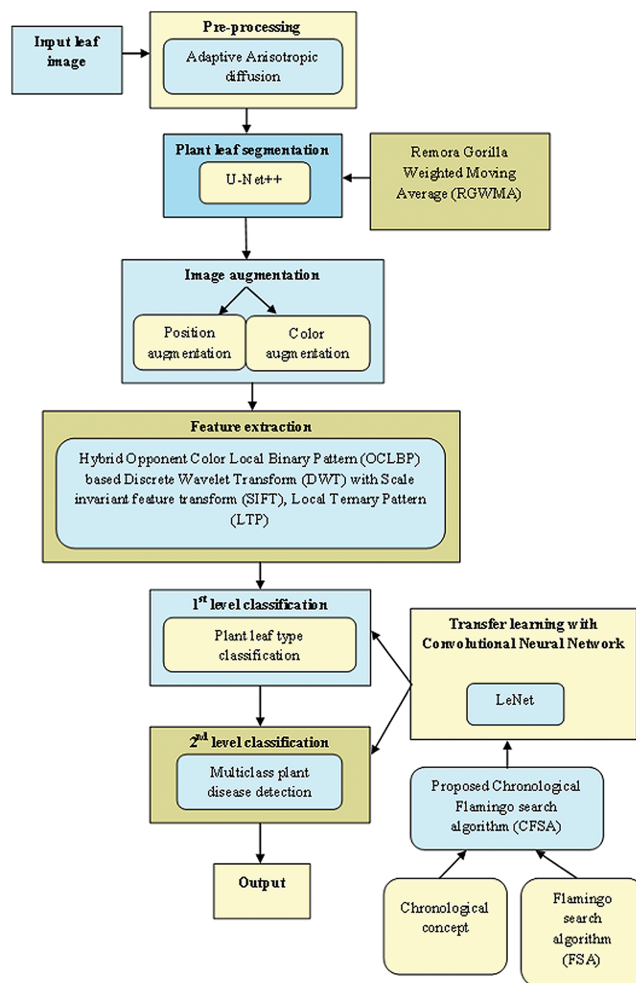 Input leaf
image
Pre-processing
Adaptive Anisotropic
diffusion
Plant leaf segmentation
U-Net++
Remora Gorilla
Weighted Moving
Average (RGWMA)
Image augmentation
Position
augmentation
Color
augmentation
Feature extraction
Hybrid Opponent Color Local Binary Pattern (OCLBP)
based Discrete Wavelet Transform (DWT) with Scale
invariant feature transform (SIFT), Local Ternary Pattern
(LTP)
1st level classification
Plant leaf type
classification
Transfer learning with
Convolutional Neural Network
LeNet
2nd level classification
Multiclass plant
disease detection
Proposed Chronological
Flamingo search
algorithm (CFSA)
Output
Chronological
concept
Flamingo
search
algorithm
(FSA)